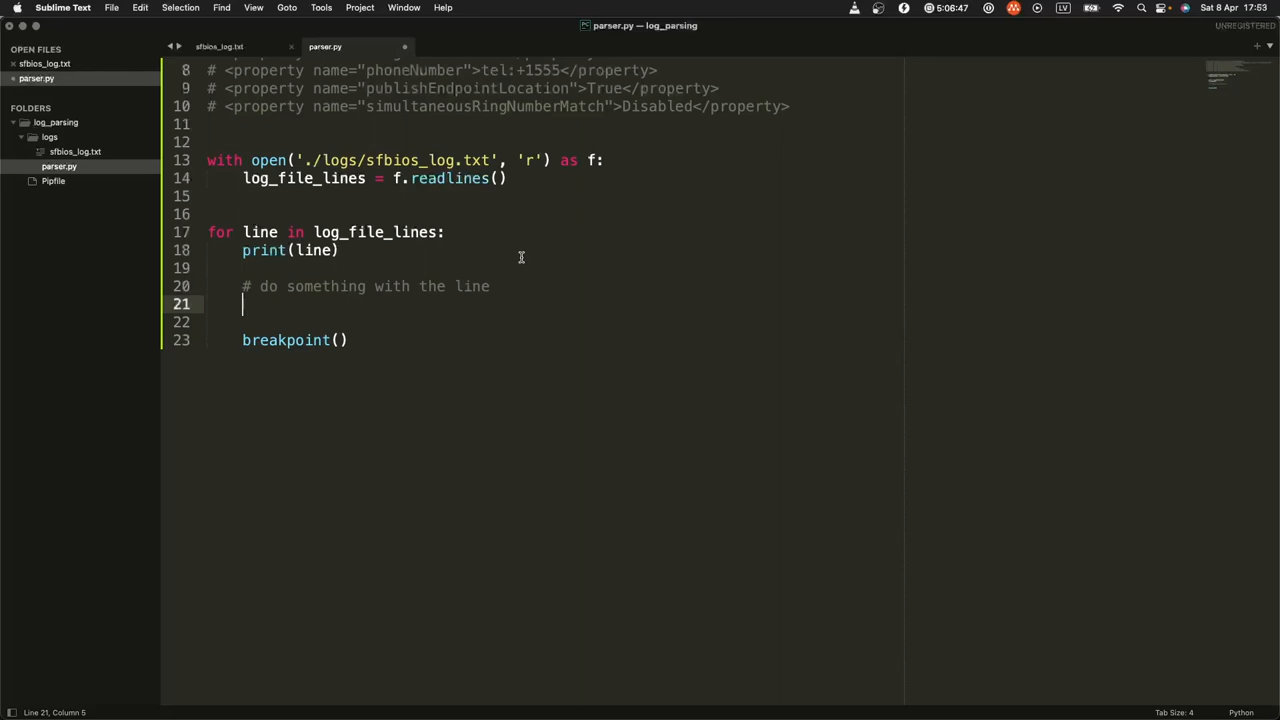 Sublime Text File Edit Selection Find View Goto Tools Project Window Help
5:06:47 LV Sat 8 Apr 17:53
parser.py — log_parsing
UNREGISTERED
OPEN FILES
sfbios_log.txt
parser.py
FOLDERS
log_parsing
logs
sfbios_log.txt
parser.py
Pipfile
sfbios_log.txt parser.py
8 # <property name="phoneNumber">tel:+1555</property>
9 # <property name="publishEndpointLocation">True</property>
10 # <property name="simultaneousRingNumberMatch">Disabled</property>
11
12
13 with open('./logs/sfbios_log.txt', 'r') as f:
14 log_file_lines = f.readlines()
15
16
17 for line in log_file_lines:
18 print(line)
19
20 # do something with the line
21
22
23 breakpoint()
Line 21, Column 5
Tab Size: 4 Python